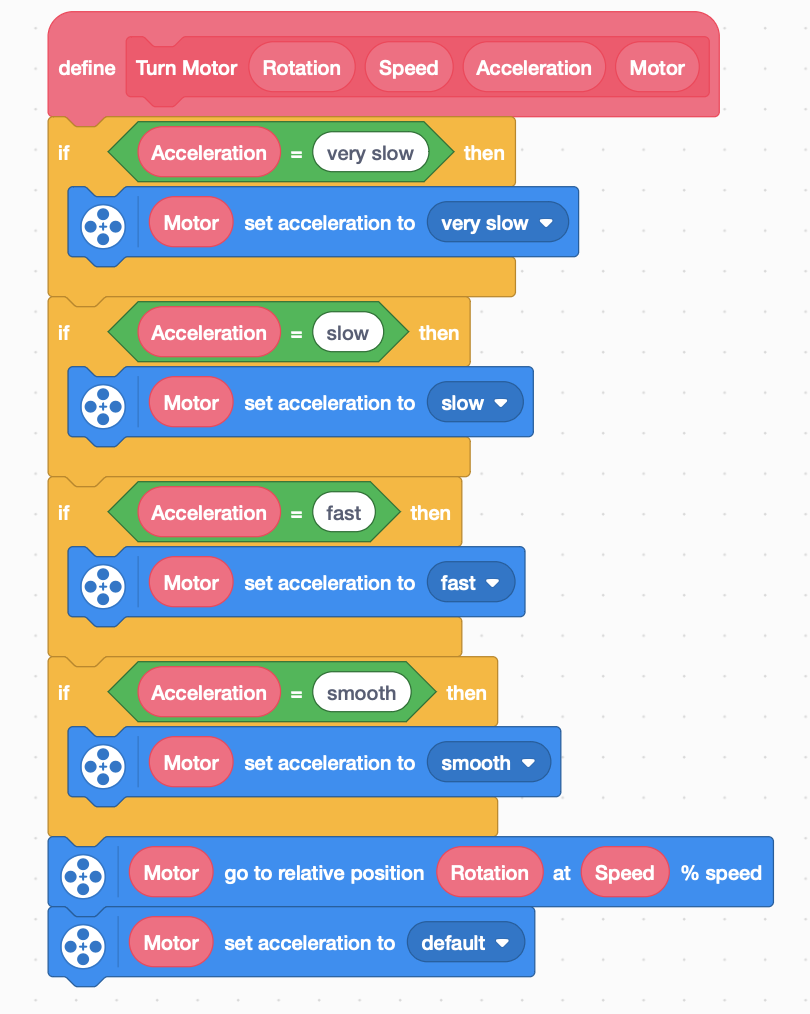 define Turn Motor Rotation Speed Acceleration Motor
if Acceleration = very slow then
Motor set acceleration to very slow
if Acceleration = slow then
Motor set acceleration to slow
if Acceleration = fast then
Motor set acceleration to fast
if Acceleration = smooth then
Motor set acceleration to smooth
Motor go to relative position Rotation at Speed % speed
Motor set acceleration to default